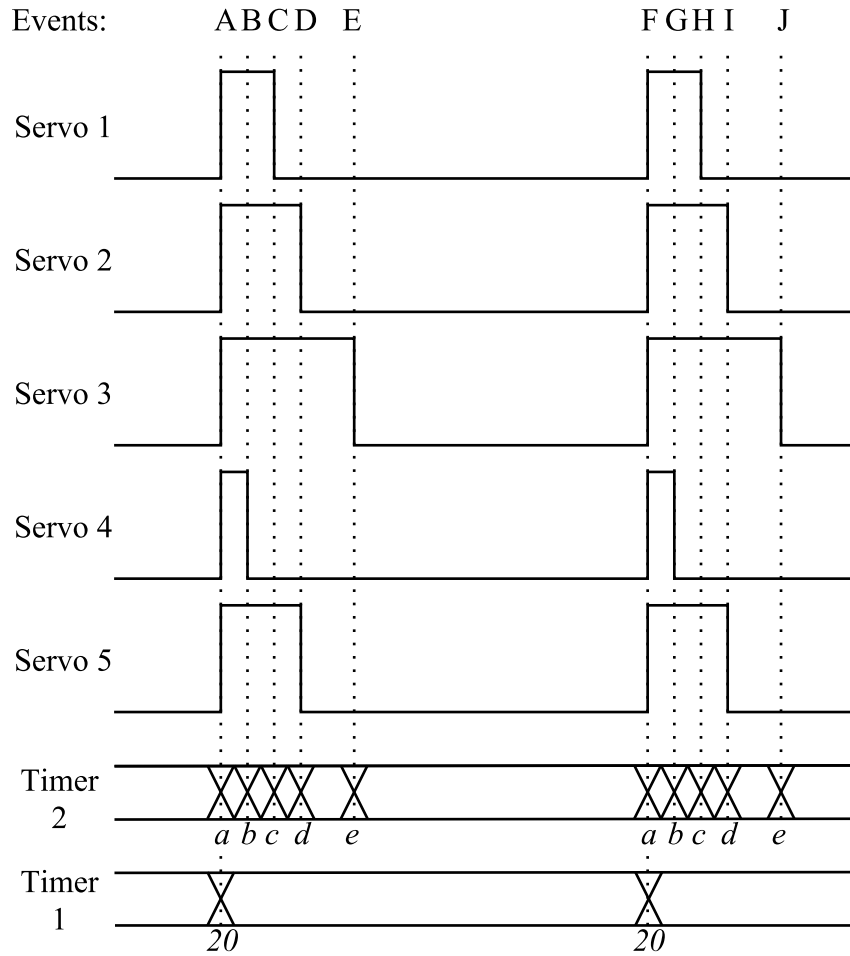 Events: A B C D E F G H I J
Servo 1
Servo 2
Servo 3
Servo 4
Servo 5
Timer
2
a b c d e a b c d e
Timer
1
20 20